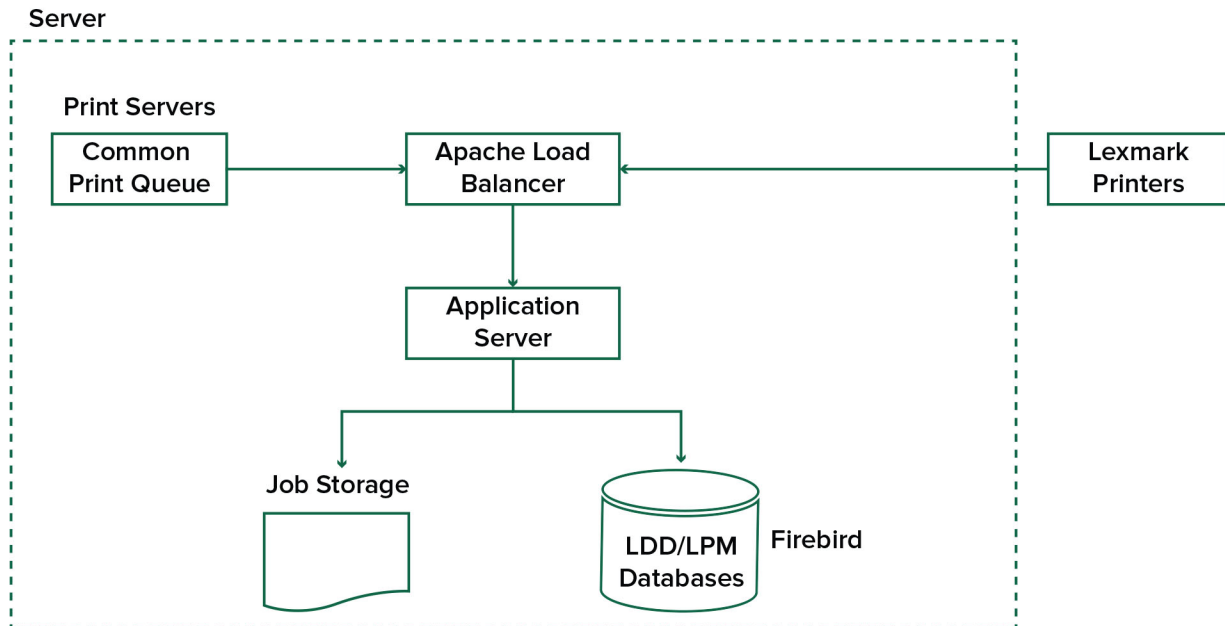 Server
Print Servers
Common
Print Queue
Apache Load
Balancer
Lexmark
Printers
Application
Server
Job Storage
LDD/LPM
Databases
Firebird